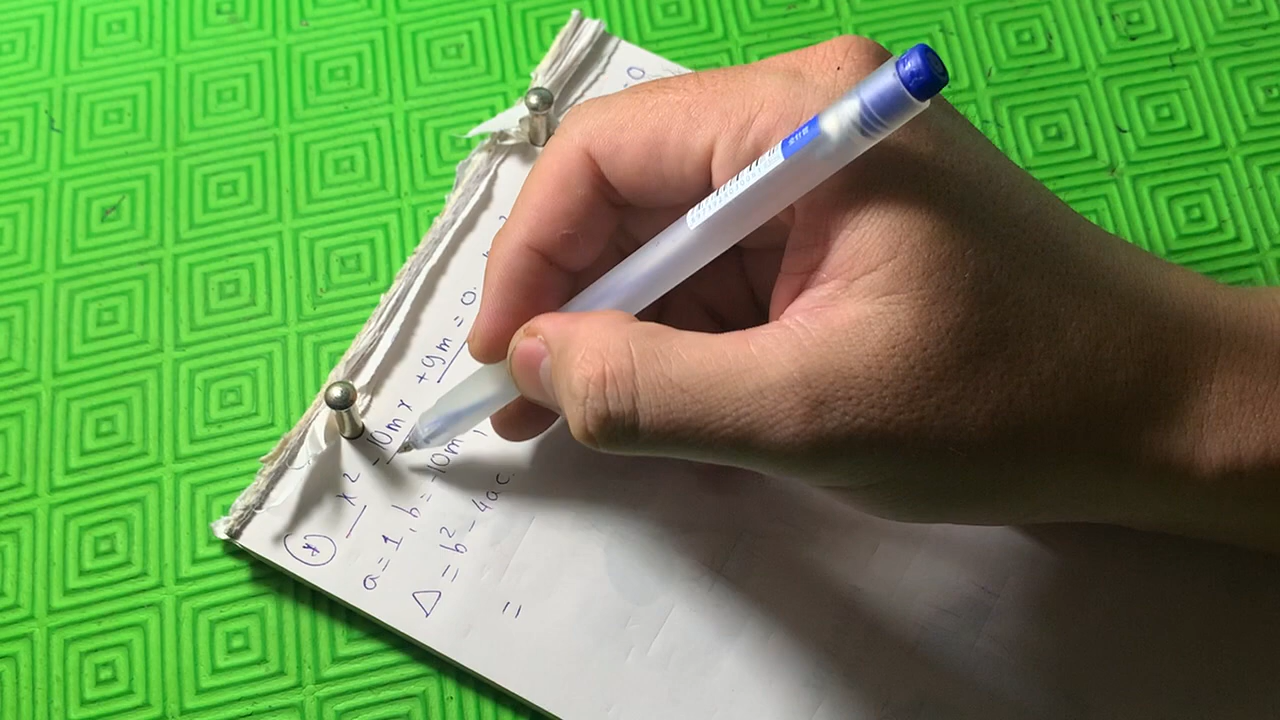 (*) x² -10mx +9m = 0.
a = 1, b = -10m,
Δ = b² - 4ac.
=